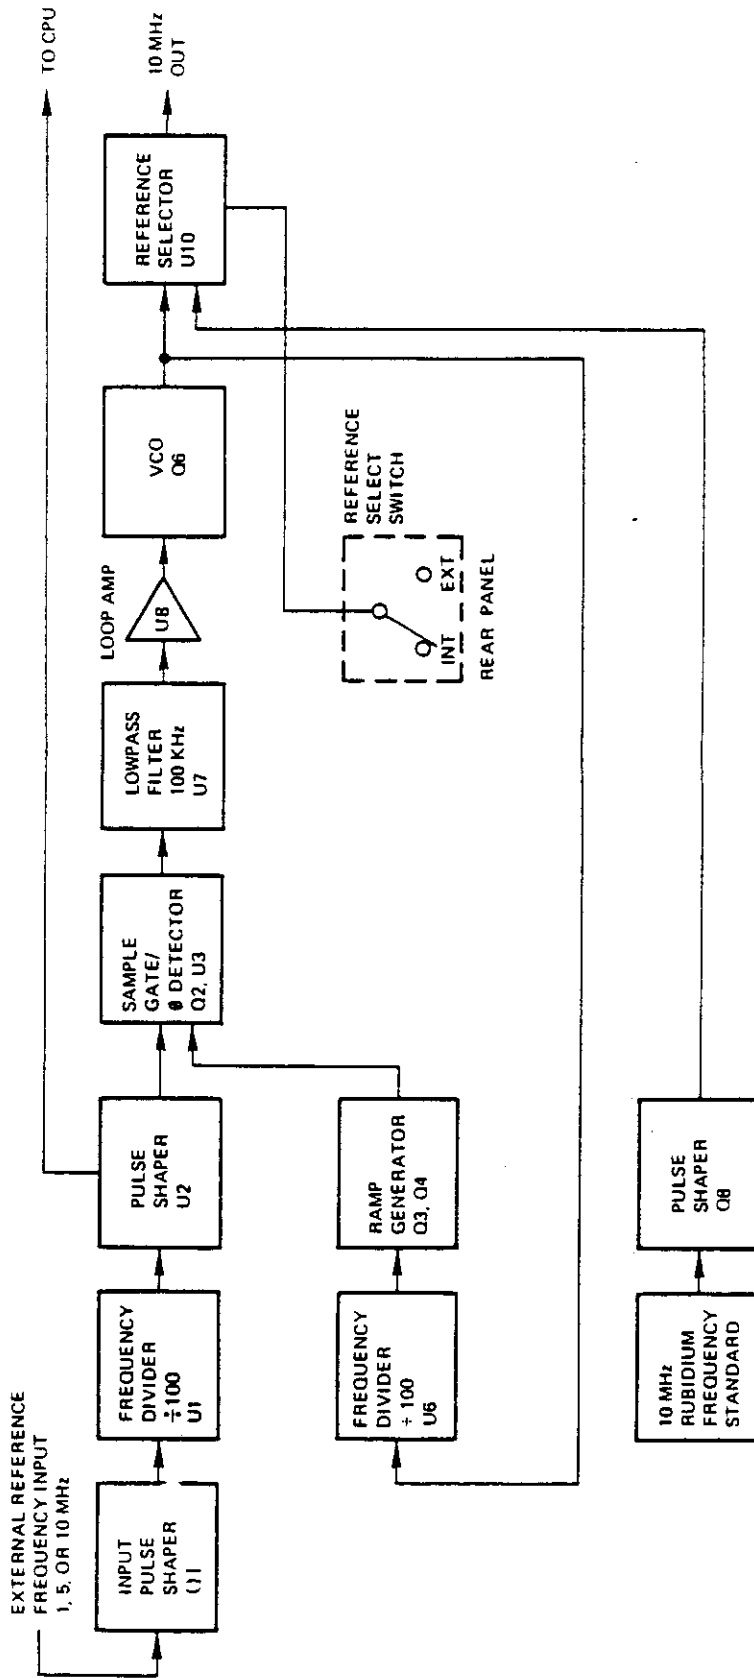 EXTERNAL REFERENCE
FREQUENCY INPUT
1, 5, OR 10 MHz
INPUT
PULSE
SHAPER
FREQUENCY
DIVIDER
÷100
U1
PULSE
SHAPER
U2
SAMPLE
GATE/
Ø DETECTOR
Q2, U3
LOWPASS
FILTER
100 KHz
U7
LOOP AMP
U8
VCO
Q6
REFERENCE
SELECTOR
U10
TO CPU
10 MHz
OUT
FREQUENCY
DIVIDER
÷ 100
U6
RAMP
GENERATOR
Q3, Q4
REFERENCE
SELECT
SWITCH
INT
EXT
REAR PANEL
10 MHz
RUBIDIUM
FREQUENCY
STANDARD
PULSE
SHAPER
Q8